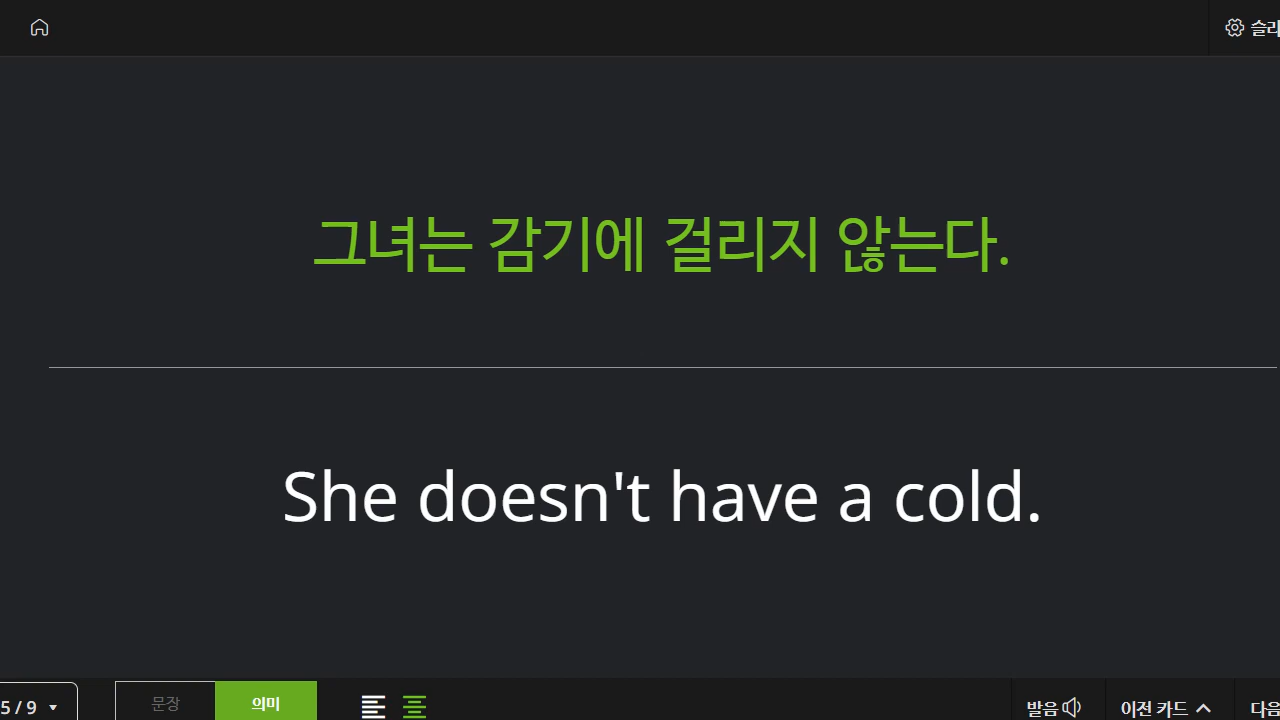 슬라
그녀는 감기에 걸리지 않는다.
She doesn't have a cold.
5 / 9 문장 의미 발음 이전 카드 다음